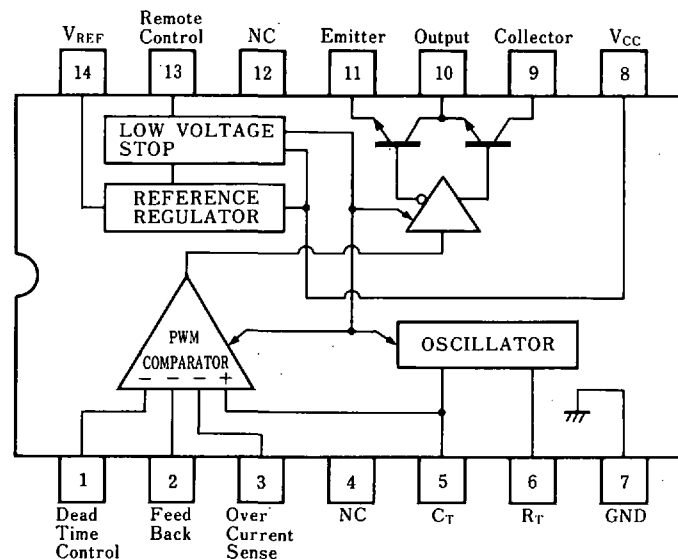 VREF
Remote
Control
NC
Emitter
Output
Collector
VCC
14
13
12
11
10
9
8
LOW VOLTAGE
STOP
REFERENCE
REGULATOR
PWM
COMPARATOR
− − − +
OSCILLATOR
1
2
3
4
5
6
7
Dead
Time
Control
Feed
Back
Over
Current
Sense
NC
CT
RT
GND